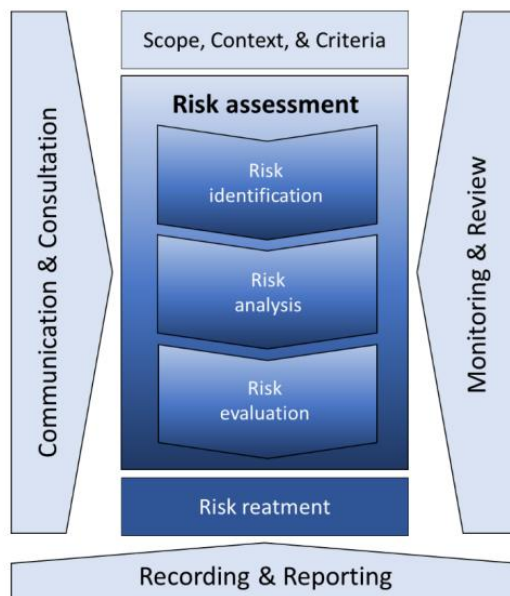 Scope, Context, & Criteria
Communication & Consultation
Risk assessment
Risk
identification
Risk
analysis
Risk
evaluation
Monitoring & Review
Risk reatment
Recording & Reporting